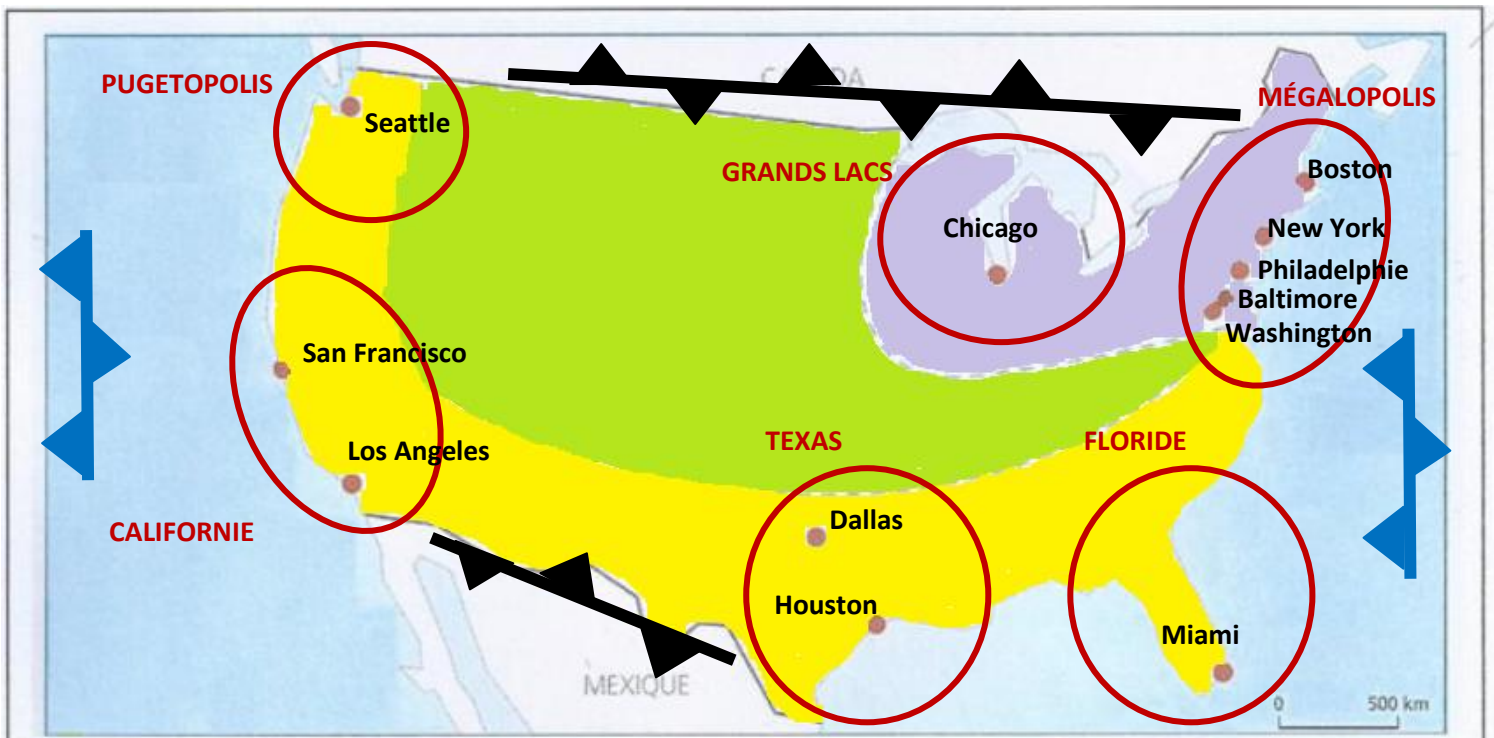 CANADA
PUGETOPOLIS
MÉGALOPOLIS
Seattle
GRANDS LACS
Boston
Chicago
New York
Philadelphie
Baltimore
Washington
San Francisco
Los Angeles
TEXAS
FLORIDE
CALIFORNIE
Dallas
Houston
Miami
MEXIQUE
0 500 km